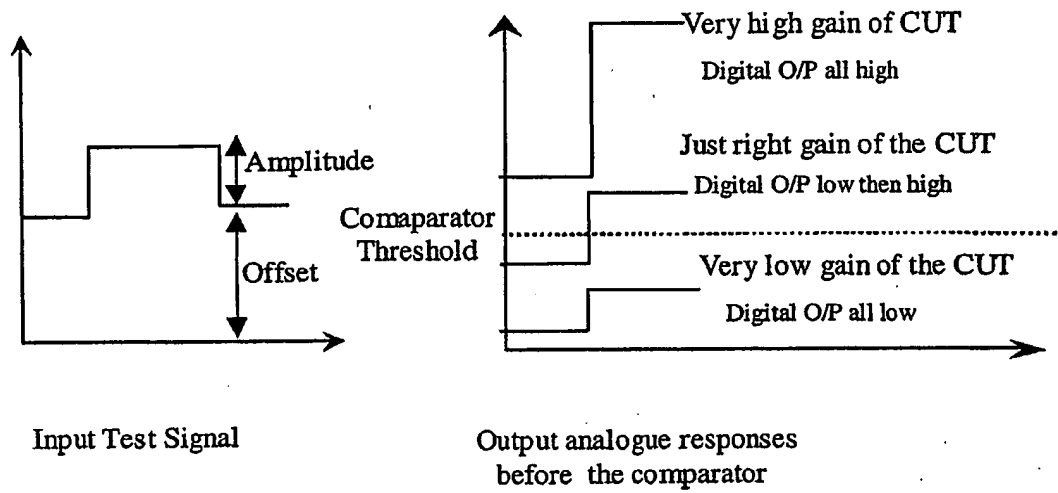 Amplitude
Offset
Input Test Signal
Very high gain of CUT
Digital O/P all high
Just right gain of the CUT
Digital O/P low then high
Comaparator
Threshold
Very low gain of the CUT
Digital O/P all low
Output analogue responses
before the comparator